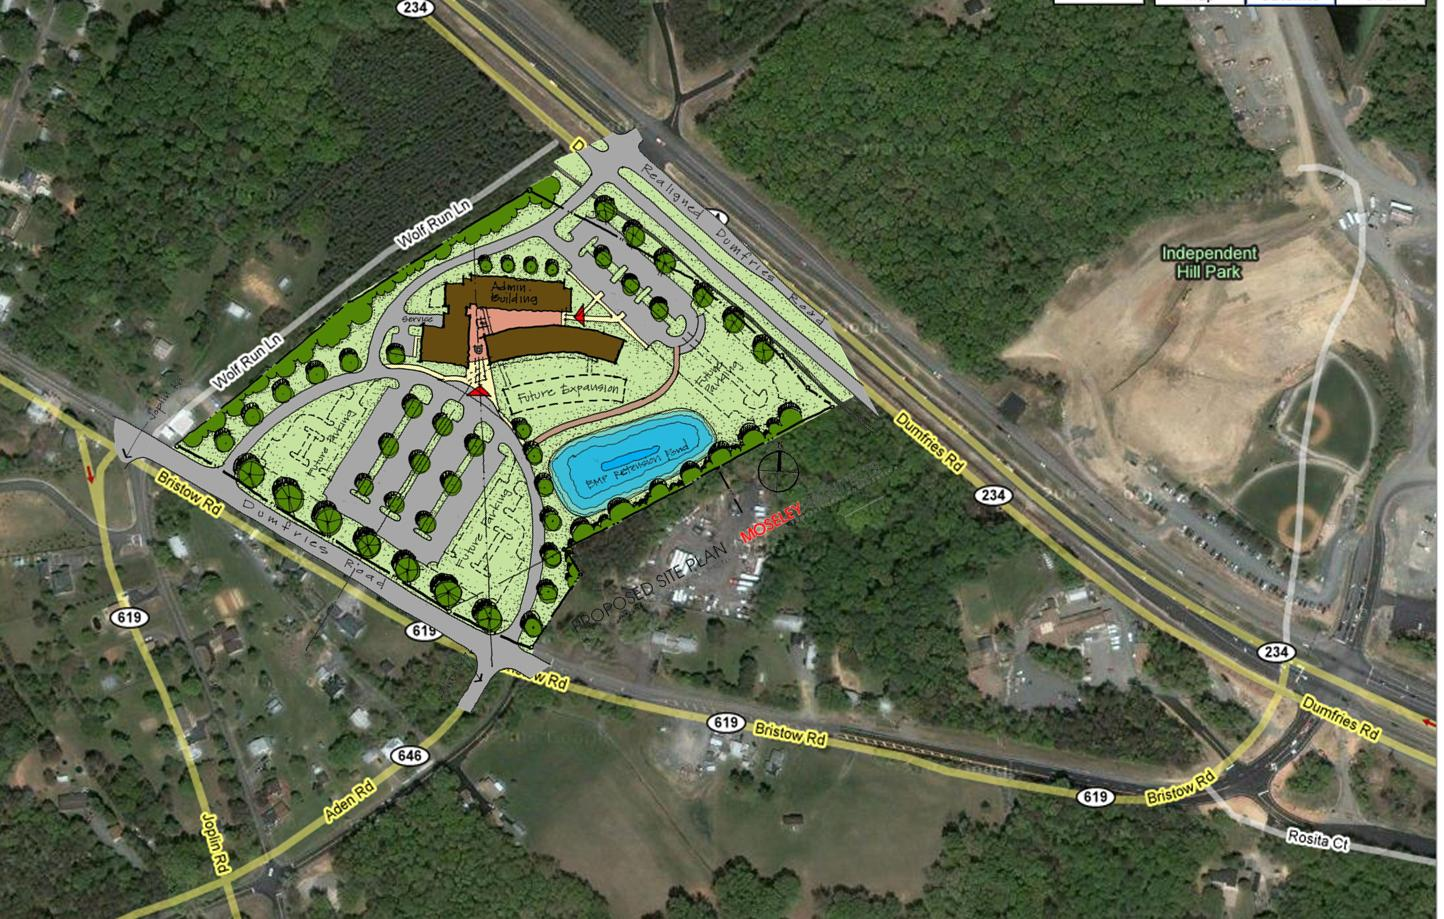 234
D
Wolf Run Ln
Realigned Dumfries Road
Independent
Hill Park
Admin.
Building
Service
Wolf Run Ln
Future Expansion
Future
Parking
Future Parking
Dumfries Rd
BMP Retension Pond
234
Bristow Rd
Future Parking
MOSELEY
PROPOSED SITE PLAN
Dumfries Road
619
619
234
Bristow Rd
Dumfries Rd
619
Bristow Rd
646
Aden Rd
619
Bristow Rd
Joplin Rd
Rosita Ct